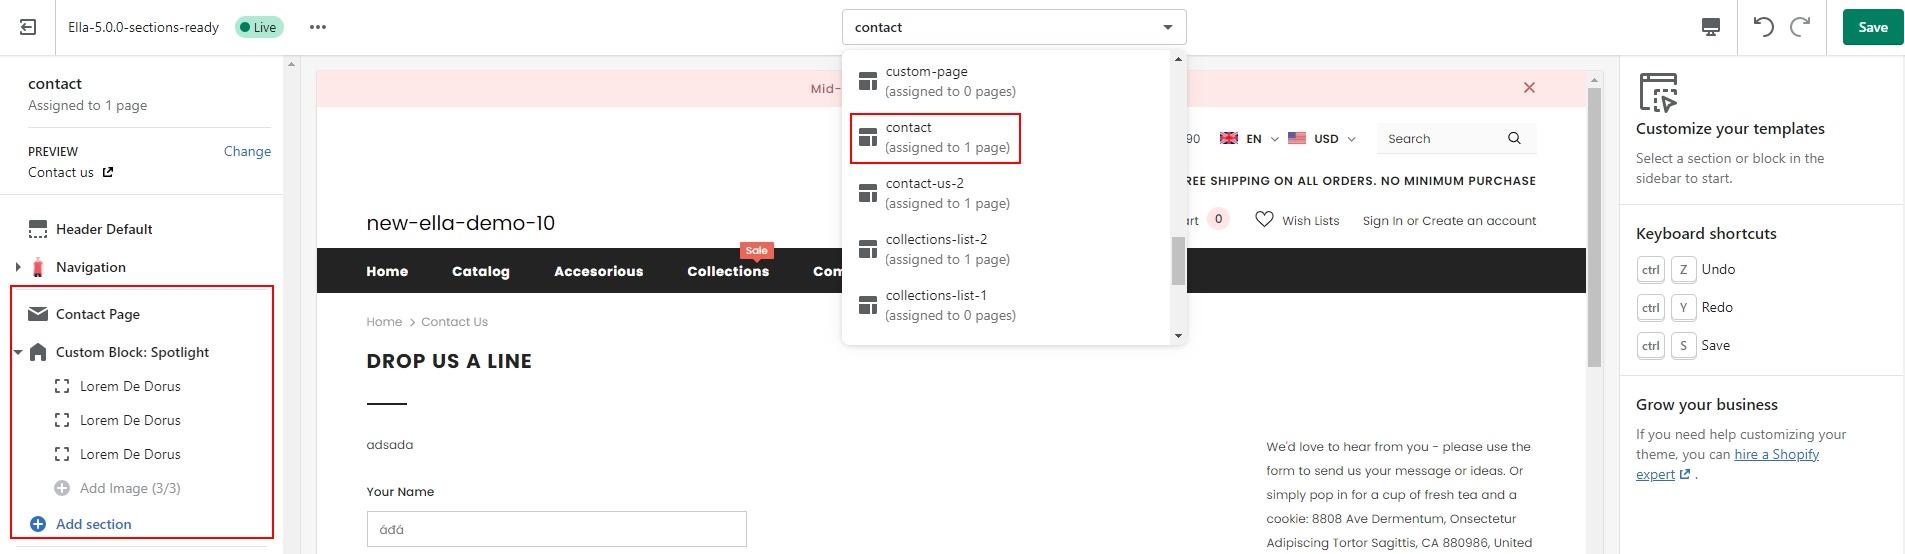 Ella-5.0.0-sections-ready
Live
contact
Save
contact
Assigned to 1 page
PREVIEW
Change
Contact us
Header Default
Navigation
Contact Page
Custom Block: Spotlight
Lorem De Dorus
Lorem De Dorus
Lorem De Dorus
Add Image (3/3)
Add section
custom-page
(assigned to 0 pages)
contact
(assigned to 1 page)
contact-us-2
(assigned to 1 page)
collections-list-2
(assigned to 1 page)
collections-list-1
(assigned to 0 pages)
Mid-
90 EN USD Search
REE SHIPPING ON ALL ORDERS. NO MINIMUM PURCHASE
new-ella-demo-10
art 0 Wish Lists Sign In or Create an account
Sale
Home Catalog Accesorious Collections Com
Home > Contact Us
DROP US A LINE
adsada
Your Name
áđá
We'd love to hear from you - please use the
form to send us your message or ideas. Or
simply pop in for a cup of fresh tea and a
cookie: 8808 Ave Dermentum, Onsectetur
Adipiscing Tortor Sagittis, CA 880986, United
Customize your templates
Select a section or block in the
sidebar to start.
Keyboard shortcuts
ctrl Z Undo
ctrl Y Redo
ctrl S Save
Grow your business
If you need help customizing your
theme, you can hire a Shopify
expert .